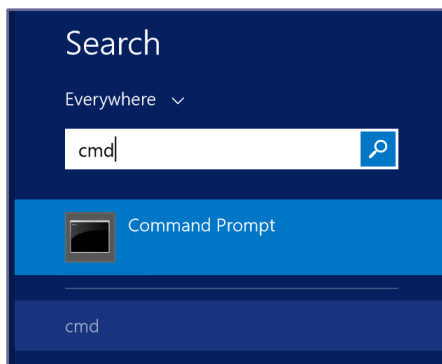 Search
Everywhere
cmd
Command Prompt
cmd